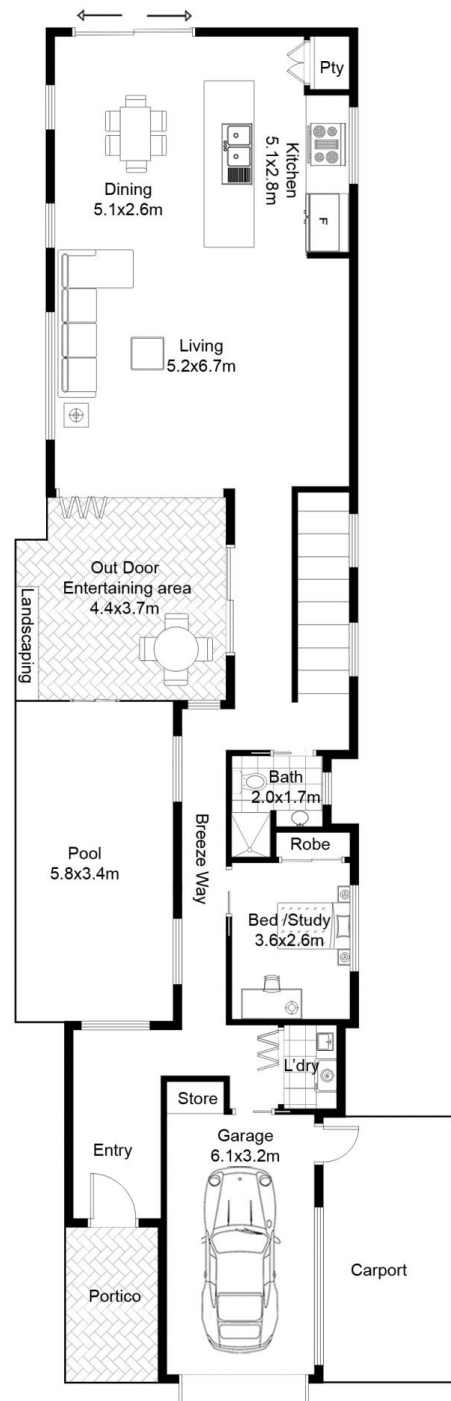 Pty
Kitchen
5.1x2.8m
Dining
5.1x2.6m
F
Living
5.2x6.7m
Out Door
Entertaining area
4.4x3.7m
Landscaping
Bath
2.0x1.7m
Robe
Breeze Way
Pool
5.8x3.4m
Bed /Study
3.6x2.6m
L'dry
Store
Garage
6.1x3.2m
Entry
Carport
Portico